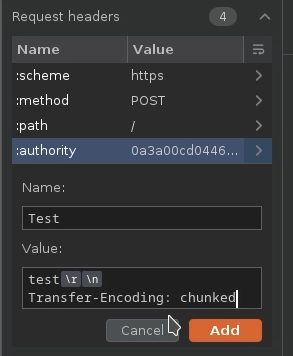 Request headers 4
Name Value
:scheme https
:method POST
:path /
:authority 0a3a00cd0446...
Name:
Test
Value:
test\r\n
Transfer-Encoding: chunked
Cancel Add